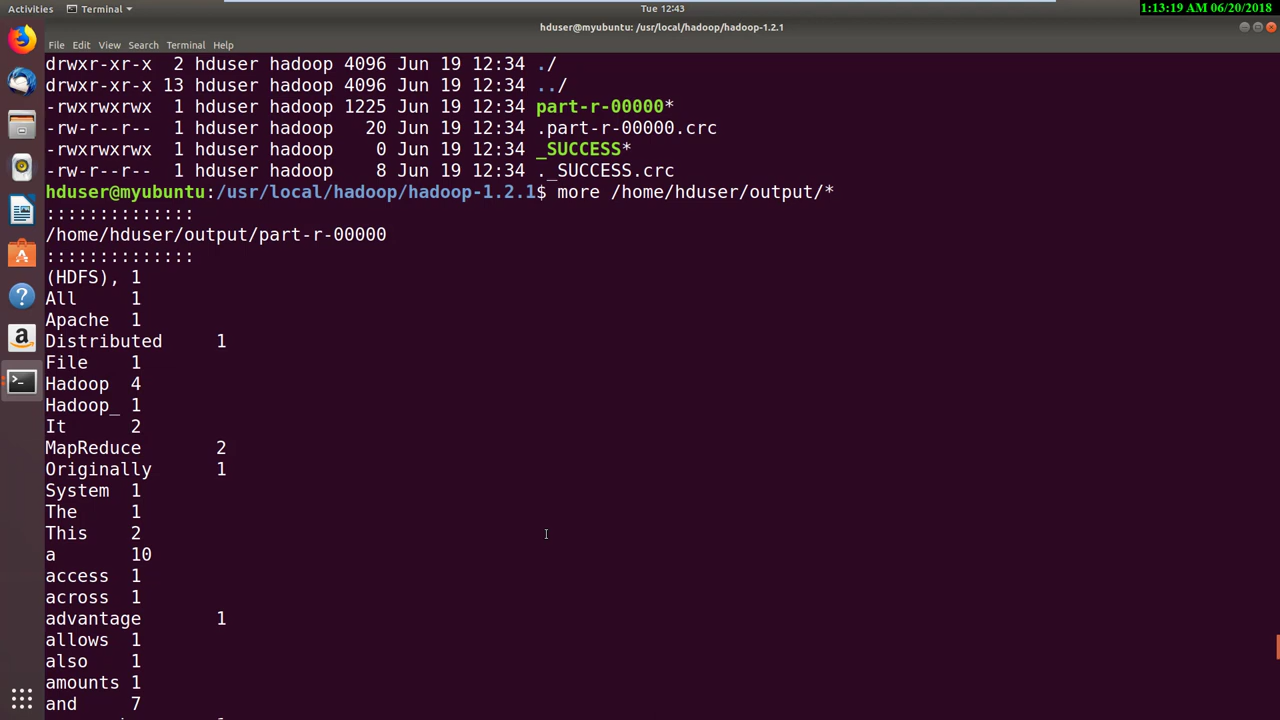 Activities Terminal Tue 12:43 1:13:19 AM 06/20/2018
hduser@myubuntu: /usr/local/hadoop/hadoop-1.2.1
File Edit View Search Terminal Help
drwxr-xr-x 2 hduser hadoop 4096 Jun 19 12:34 ./
drwxr-xr-x 13 hduser hadoop 4096 Jun 19 12:34 ../
-rwxrwxrwx 1 hduser hadoop 1225 Jun 19 12:34 part-r-00000*
-rw-r--r-- 1 hduser hadoop 20 Jun 19 12:34 .part-r-00000.crc
-rwxrwxrwx 1 hduser hadoop 0 Jun 19 12:34 _SUCCESS*
-rw-r--r-- 1 hduser hadoop 8 Jun 19 12:34 ._SUCCESS.crc
hduser@myubuntu:/usr/local/hadoop/hadoop-1.2.1$ more /home/hduser/output/*
::::::::::::::
/home/hduser/output/part-r-00000
::::::::::::::
(HDFS), 1
All 1
Apache 1
Distributed 1
File 1
Hadoop 4
Hadoop_ 1
It 2
MapReduce 2
Originally 1
System 1
The 1
This 2
a 10
access 1
across 1
advantage 1
allows 1
also 1
amounts 1
and 7